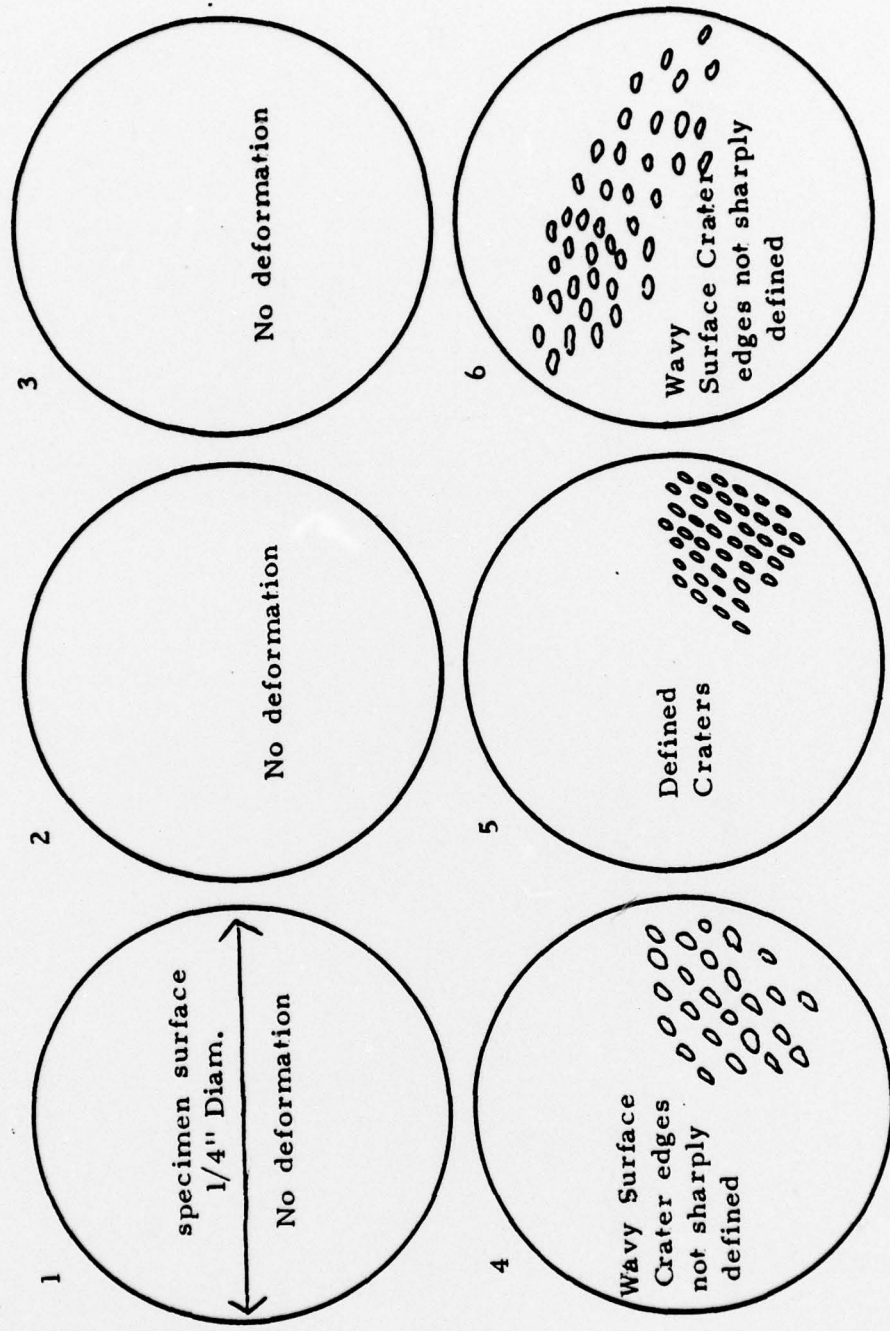 1
specimen surface
1/4" Diam.
No deformation
2
No deformation
3
No deformation
4
Wavy Surface
Crater edges
not sharply
defined
5
Defined
Craters
6
Wavy
Surface Crater
edges not sharply
defined